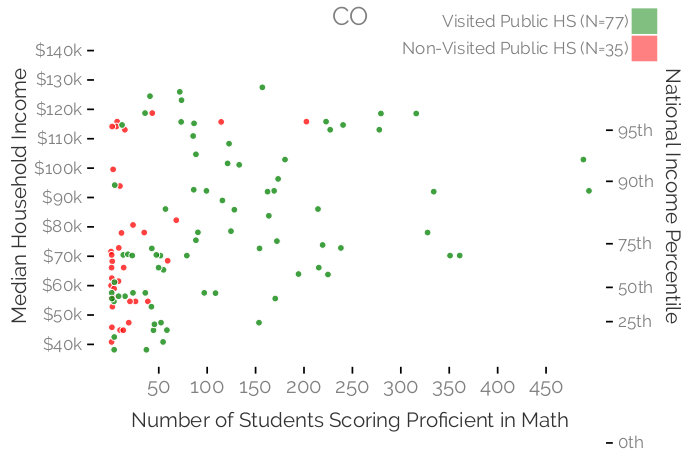 CO
Visited Public HS (N=77)
Non-Visited Public HS (N=35)
Median Household Income
$140k
$130k
$120k
$110k
$100k
$90k
$80k
$70k
$60k
$50k
$40k
National Income Percentile
95th
90th
75th
50th
25th
0th
50 100 150 200 250 300 350 400 450
Number of Students Scoring Proficient in Math